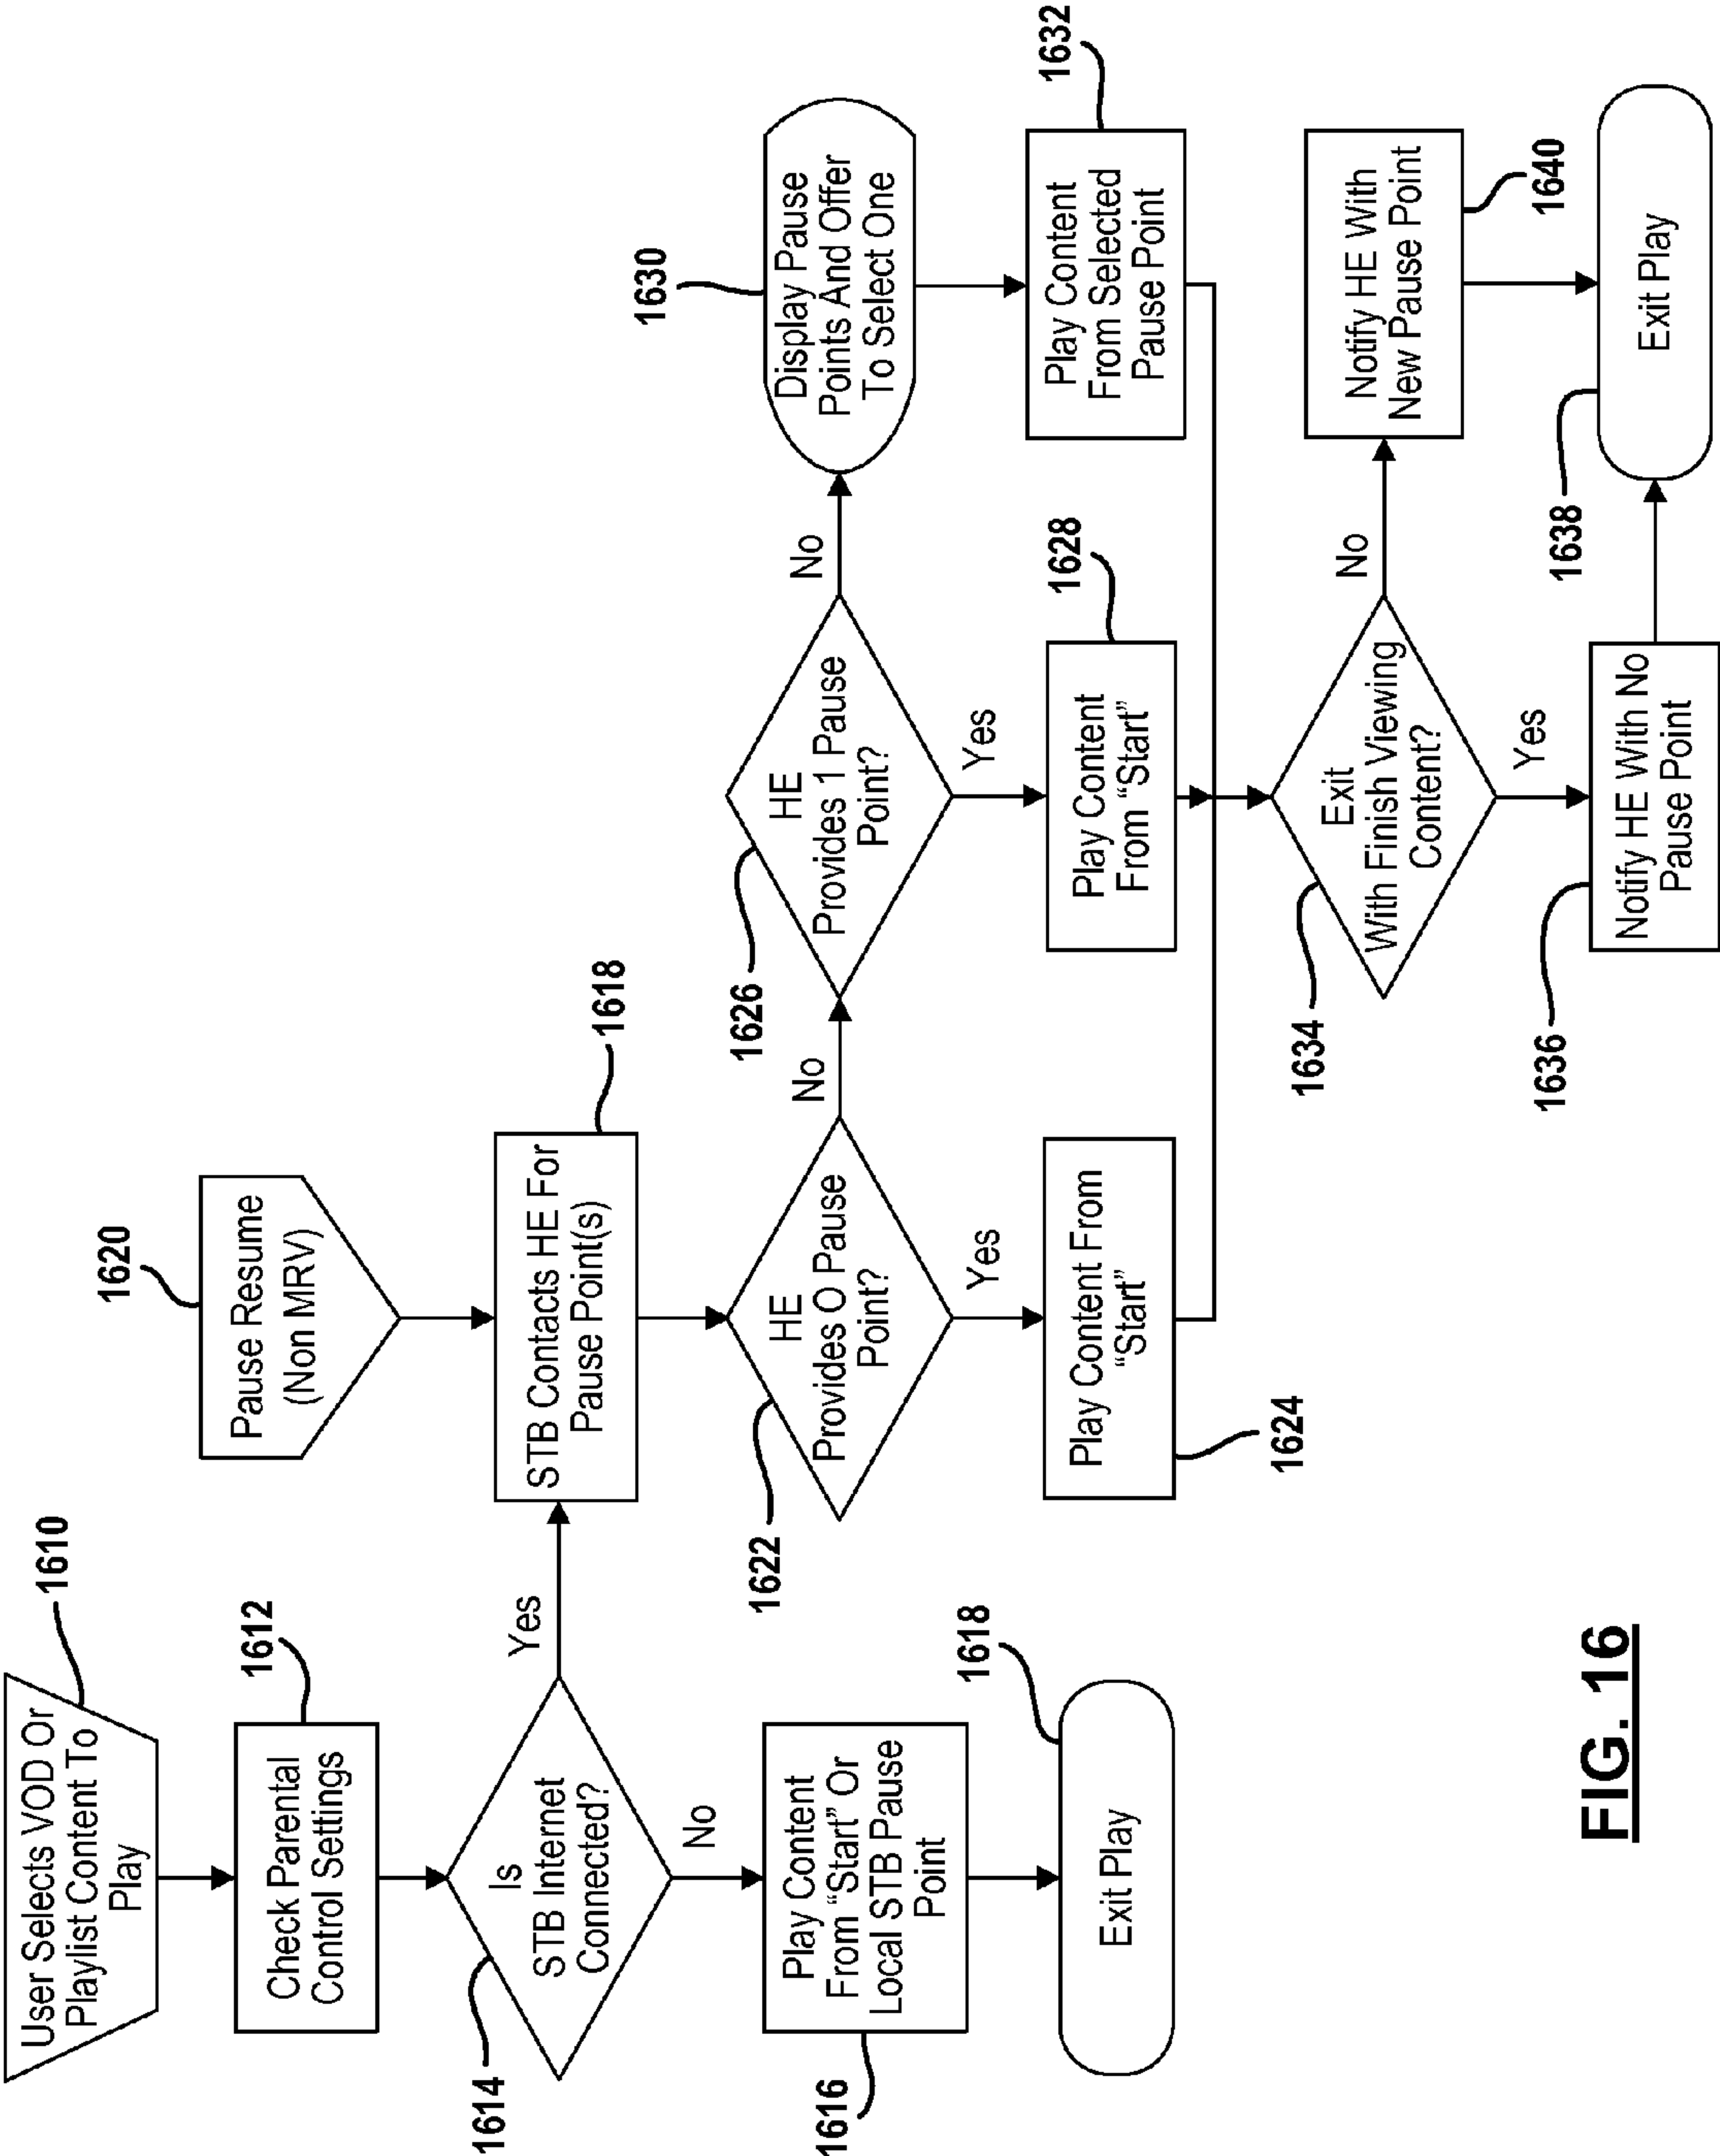 1610
User Selects VOD Or
Playlist Content To
Play
1612
Check Parental
Control Settings
1614
Is
STB Internet
Connected?
Yes
No
1616
Play Content
From “Start” Or
Local STB Pause
Point
1618
Exit Play
1620
Pause Resume
(Non MRV)
1618
STB Contacts HE For
Pause Point(s)
1622
HE
Provides O Pause
Point?
No
Yes
1624
Play Content From
“Start”
1626
HE
Provides 1 Pause
Point?
No
Yes
1628
Play Content
From “Start”
1630
Display Pause
Points And Offer
To Select One
1632
Play Content
From Selected
Pause Point
1634
Exit
With Finish Viewing
Content?
No
Yes
1636
Notify HE With No
Pause Point
1640
Notify HE With
New Pause Point
1638
Exit Play
FIG. 16